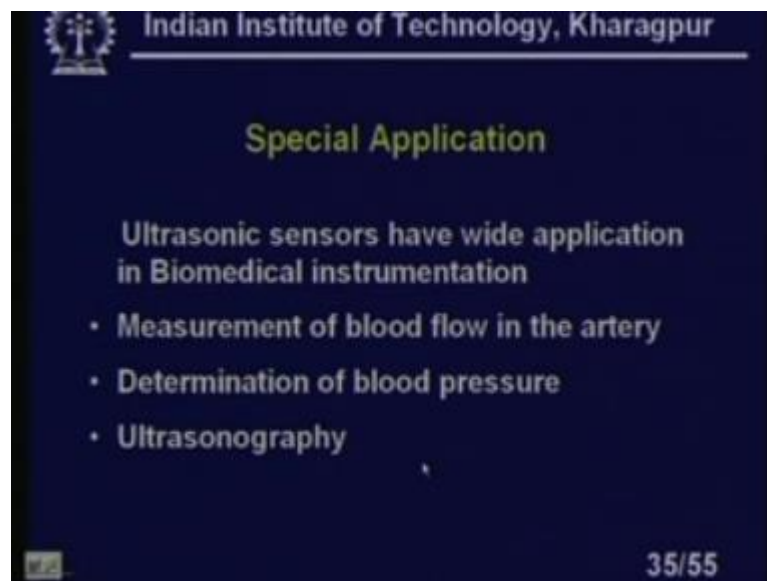 Indian Institute of Technology, Kharagpur
Special Application
Ultrasonic sensors have wide application
in Biomedical instrumentation
• Measurement of blood flow in the artery
• Determination of blood pressure
• Ultrasonography
35/55